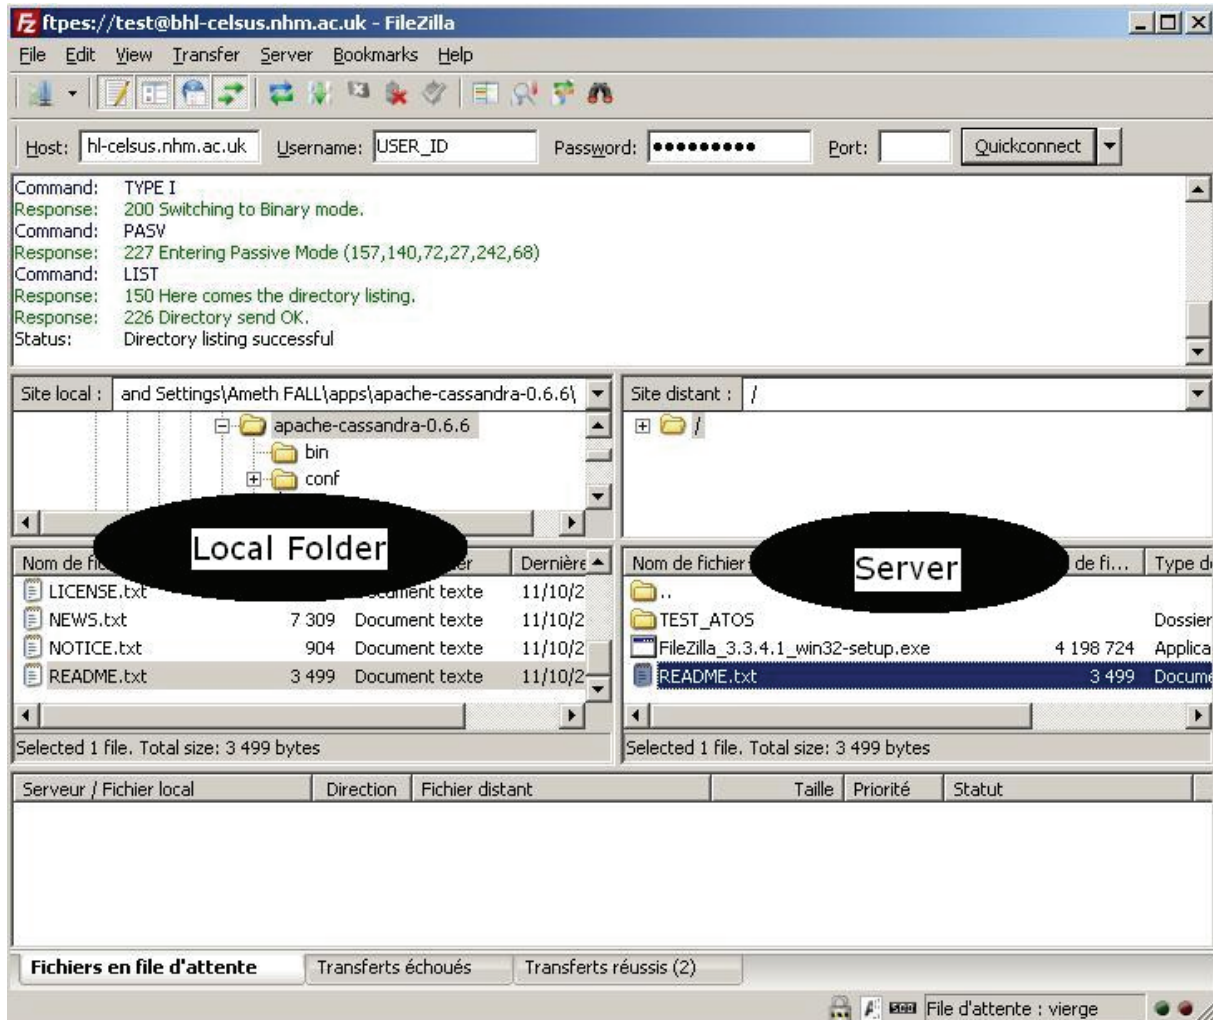 ftpes://test@bhl-celsus.nhm.ac.uk - FileZilla
File Edit View Transfer Server Bookmarks Help
Host: hl-celsus.nhm.ac.uk Username: USER_ID Password: ●●●●●●●●● Port: Quickconnect
Command: TYPE I
Response: 200 Switching to Binary mode.
Command: PASV
Response: 227 Entering Passive Mode (157,140,72,27,242,68)
Command: LIST
Response: 150 Here comes the directory listing.
Response: 226 Directory send OK.
Status: Directory listing successful
Site local : and Settings\Ameth FALL\apps\apache-cassandra-0.6.6\
apache-cassandra-0.6.6
bin
conf
Local Folder
Nom de fic Dernière
LICENSE.txt Document texte 11/10/2
NEWS.txt 7 309 Document texte 11/10/2
NOTICE.txt 904 Document texte 11/10/2
README.txt 3 499 Document texte 11/10/2
Selected 1 file. Total size: 3 499 bytes
Site distant : /
/
Server
Nom de fichier de fi... Type d
..
TEST_ATOS Dossier
FileZilla_3.3.4.1_win32-setup.exe 4 198 724 Applica
README.txt 3 499 Docume
Selected 1 file. Total size: 3 499 bytes
Serveur / Fichier local Direction Fichier distant Taille Priorité Statut
Fichiers en file d'attente Transferts échoués Transferts réussis (2)
File d'attente : vierge